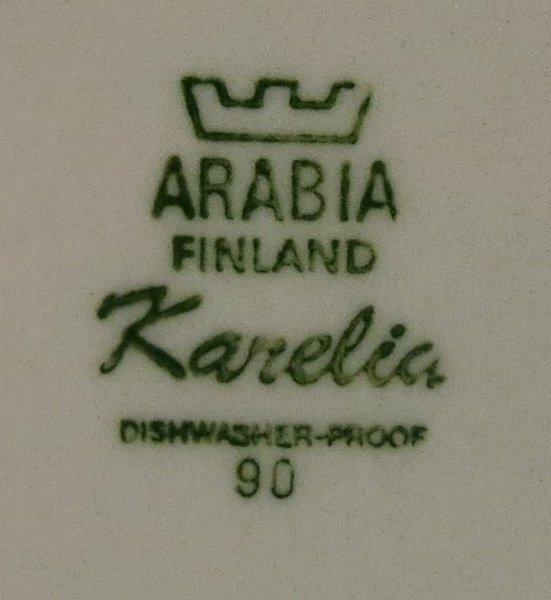 ARABIA
FINLAND
Karelia
DISHWASHER-PROOF
90